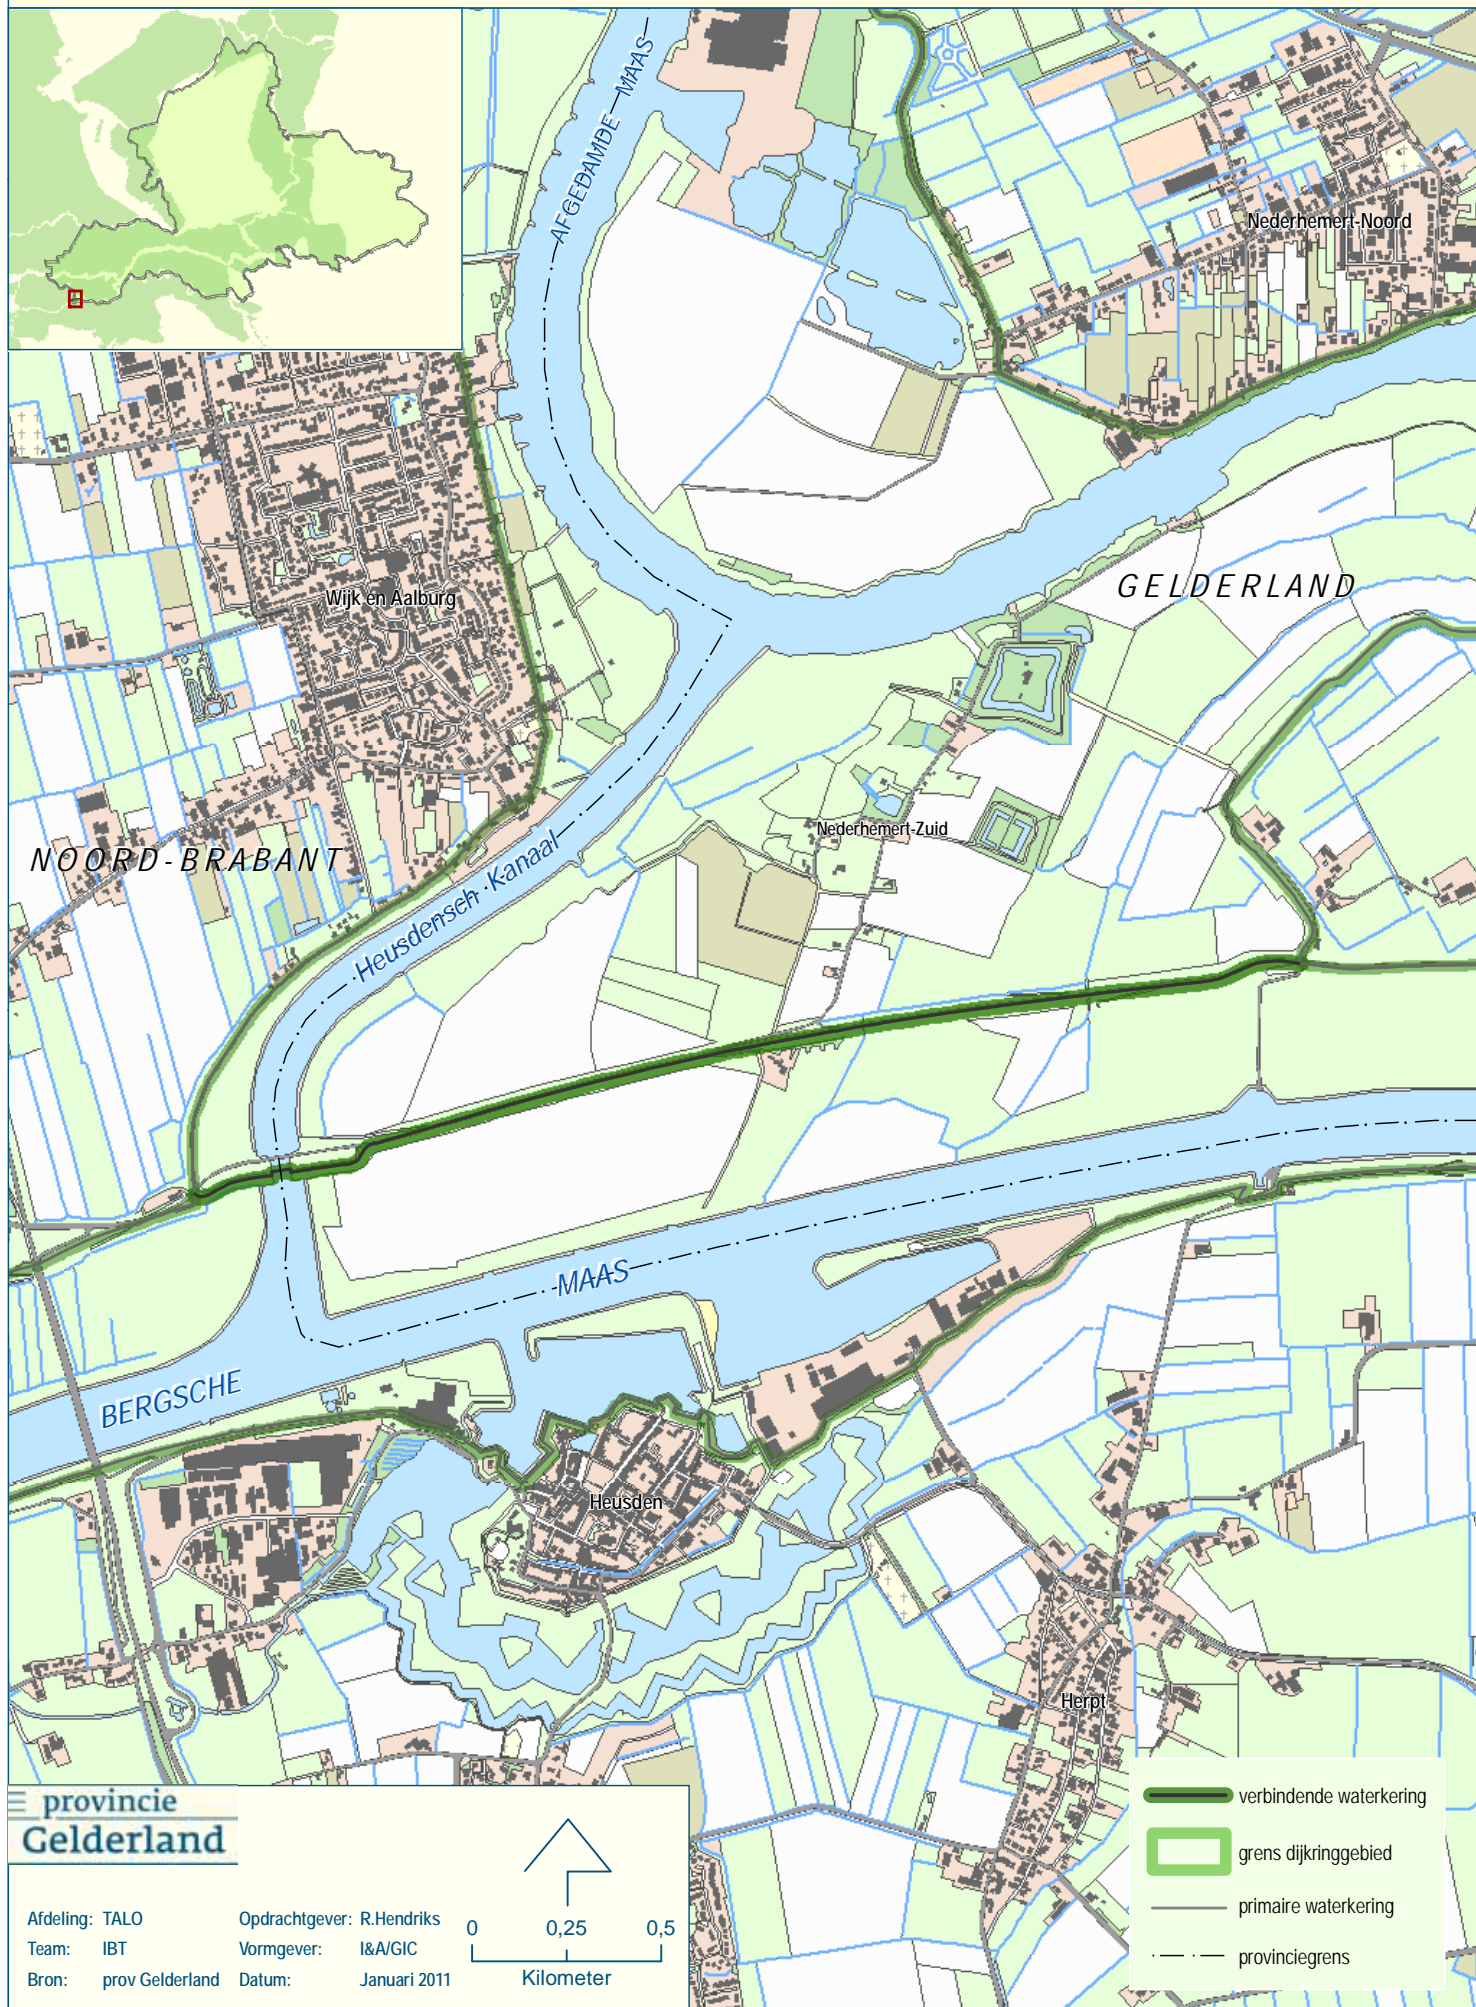 AFGEDAMDE MAAS
Nederhemert-Noord
GELDERLAND
Wijk en Aalburg
Nederhemert-Zuid
NOORD-BRABANT
Heusdensch Kanaal
MAAS
BERGSCHE
Heusden
Herpt
provincie
Gelderland
Afdeling: TALO Opdrachtgever: R.Hendriks
Team: IBT Vormgever: I&A/GIC
Bron: prov Gelderland Datum: Januari 2011
0 0,25 0,5
Kilometer
verbindende waterkering
grens dijkringgebied
primaire waterkering
provinciegrens